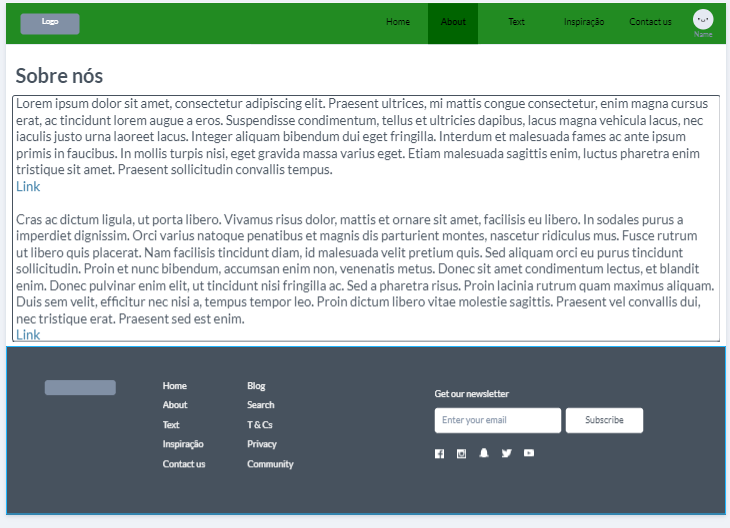 Logo
Home About Text Inspiração Contact us
Name
Sobre nós
Lorem ipsum dolor sit amet, consectetur adipiscing elit. Praesent ultrices, mi mattis congue consectetur, enim magna cursus
erat, ac tincidunt lorem augue a eros. Suspendisse condimentum, tellus et ultricies dapibus, lacus magna vehicula lacus, nec
iaculis justo urna laoreet lacus. Integer aliquam bibendum dui eget fringilla. Interdum et malesuada fames ac ante ipsum
primis in faucibus. In mollis turpis nisi, eget gravida massa varius eget. Etiam malesuada sagittis enim, luctus pharetra enim
tristique sit amet. Praesent sollicitudin convallis tempus.
Link
Cras ac dictum ligula, ut porta libero. Vivamus risus dolor, mattis et ornare sit amet, facilisis eu libero. In sodales purus a
imperdiet dignissim. Orci varius natoque penatibus et magnis dis parturient montes, nascetur ridiculus mus. Fusce rutrum
ut libero quis placerat. Nam facilisis tincidunt diam, id malesuada velit pretium quis. Sed aliquam orci eu purus tincidunt
sollicitudin. Proin et nunc bibendum, accumsan enim non, venenatis metus. Donec sit amet condimentum lectus, et blandit
enim. Donec pulvinar enim elit, ut tincidunt nisi fringilla ac. Sed a pharetra risus. Proin lacinia rutrum quam maximus aliquam.
Duis sem velit, efficitur nec nisi a, tempus tempor leo. Proin dictum libero vitae molestie sagittis. Praesent vel convallis dui,
nec tristique erat. Praesent sed est enim.
Link
Home
About
Text
Inspiração
Contact us
Blog
Search
T & Cs
Privacy
Community
Get our newsletter
Enter your email
Subscribe